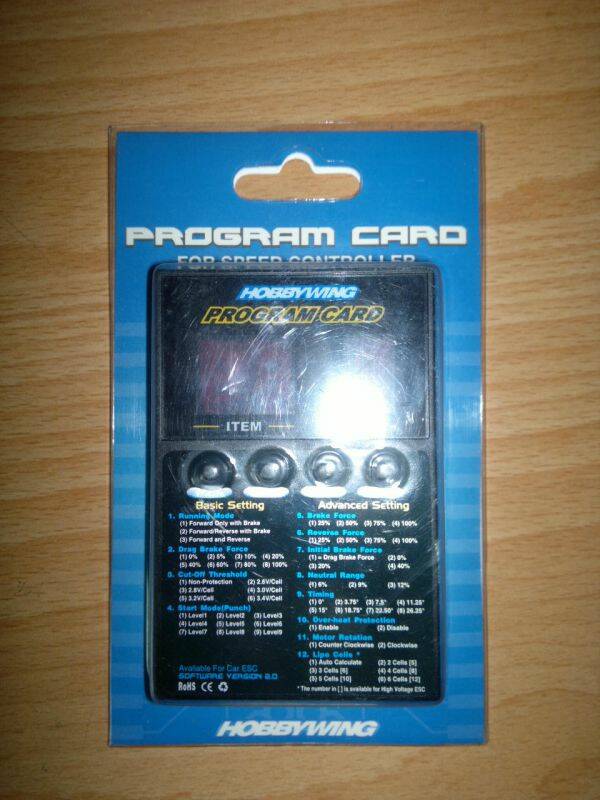 PROGRAM CARD
FOR SPEED CONTROLLER
HOBBYWING
PROGRAM CARD
ITEM
Basic Setting
1. Running Mode
(1) Forward Only with Brake
(2) Forward/Reverse with Brake
(3) Forward and Reverse
2. Drag Brake Force
(1) 0% (2) 5% (3) 10% (4) 20%
(5) 40% (6) 60% (7) 80% (8) 100%
3. Cut-Off Threshold
(1) Non-Protection (2) 2.6V/Cell
(3) 2.8V/Cell (4) 3.0V/Cell
(5) 3.2V/Cell (6) 3.4V/Cell
4. Start Mode(Punch)
(1) Level1 (2) Level2 (3) Level3
(4) Level4 (5) Level5 (6) Level6
(7) Level7 (8) Level8 (9) Level9
Available For Car ESC
SOFTWARE VERSION 2.0
RoHS CE
Advanced Setting
5. Brake Force
(1) 25% (2) 50% (3) 75% (4) 100%
6. Reverse Force
(1) 25% (2) 50% (3) 75% (4) 100%
7. Initial Brake Force
(1) = Drag Brake Force (2) 0%
(3) 20% (4) 40%
8. Neutral Range
(1) 6% (2) 9% (3) 12%
9. Timing
(1) 0° (2) 3.75° (3) 7.5° (4) 11.25°
(5) 15° (6) 18.75° (7) 22.50° (8) 26.25°
10. Over-heat Protection
(1) Enable (2) Disable
11. Motor Rotation
(1) Counter Clockwise (2) Clockwise
12. Lipo Cells *
(1) Auto Calculate (2) 2 Cells [5]
(3) 3 Cells [6] (4) 4 Cells [8]
(5) 5 Cells [10] (6) 6 Cells [12]
* The number in [ ] is available for High Voltage ESC
HOBBYWING